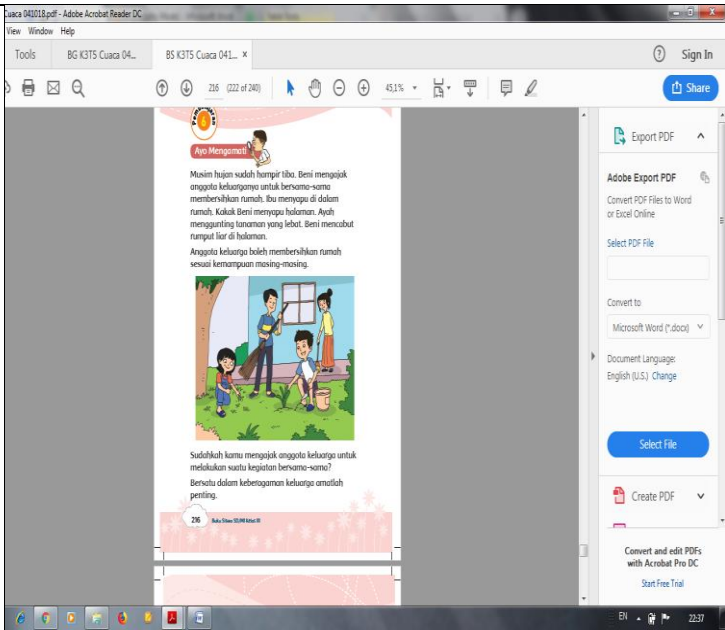 Cuaca 041018.pdf - Adobe Acrobat Reader DC
View Window Help
Tools BG K3T5 Cuaca 04... BS K3T5 Cuaca 041... × ? Sign In
216 (222 of 240) 45,1% Share
6
Ayo Mengamati
Musim hujan sudah hampir tiba. Beni mengajak
anggota keluarganya untuk bersama-sama
membersihkan rumah. Ibu menyapu di dalam
rumah. Kakak Beni menyapu halaman. Ayah
menggunting tanaman yang lebat. Beni mencabut
rumput liar di halaman.
Anggota keluarga boleh membersihkan rumah
sesuai kemampuan masing-masing.
Sudahkah kamu mengajak anggota keluarga untuk
melakukan suatu kegiatan bersama-sama?
Bersatu dalam keberagaman keluarga amatlah
penting.
216 Buku Siswa SD/MI Kelas III
Export PDF
Adobe Export PDF
Convert PDF Files to Word
or Excel Online
Select PDF File
Convert to
Microsoft Word (*.docx)
Document Language:
English (U.S.) Change
Select File
Create PDF
Convert and edit PDFs
with Acrobat Pro DC
Start Free Trial
EN 22:37